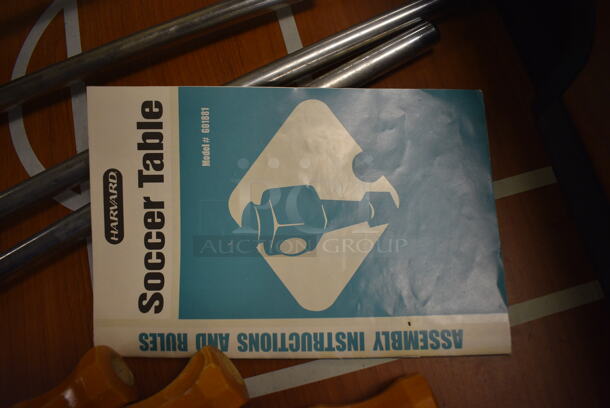 HARVARD
Soccer Table
Model # G01881
AUCTION GROUP
ASSEMBLY INSTRUCTIONS AND RULES